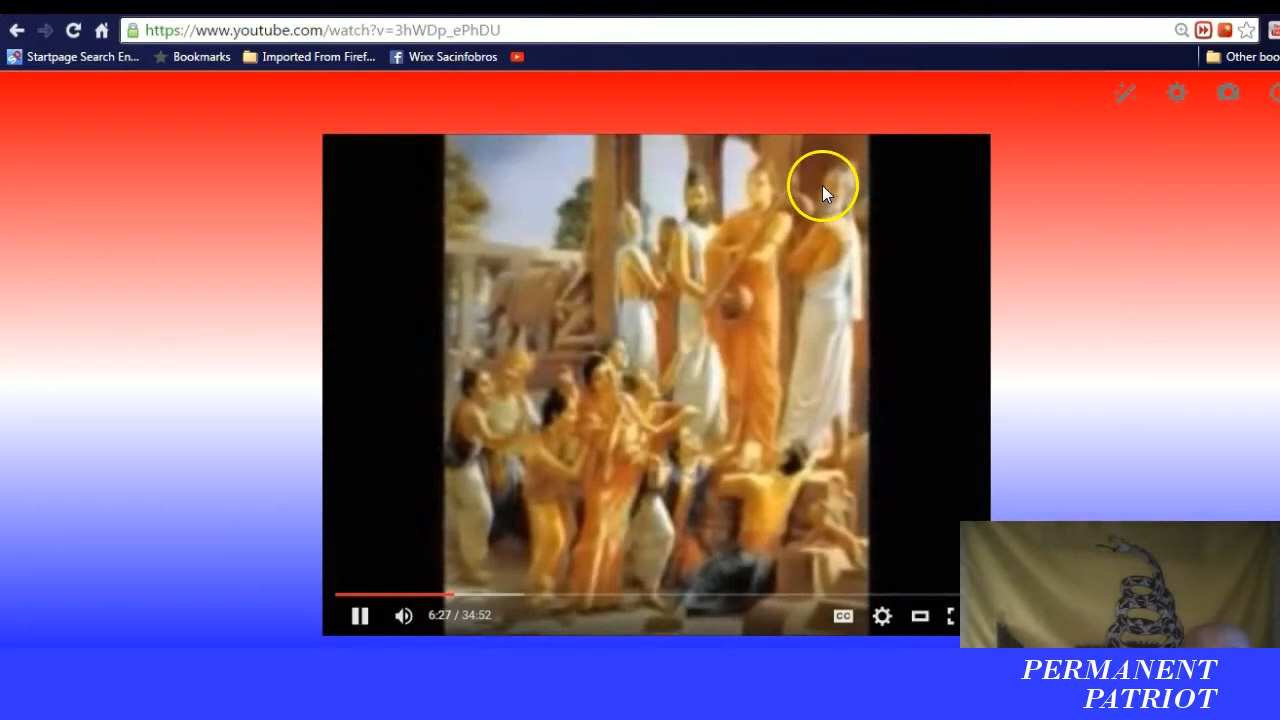 https://www.youtube.com/watch?v=3hWDp_ePhDU
Startpage Search En...
Bookmarks
Imported From Firef...
Wixx Sacinfobros
Other boo
6:27 / 34:52
CC
PERMANENT
PATRIOT